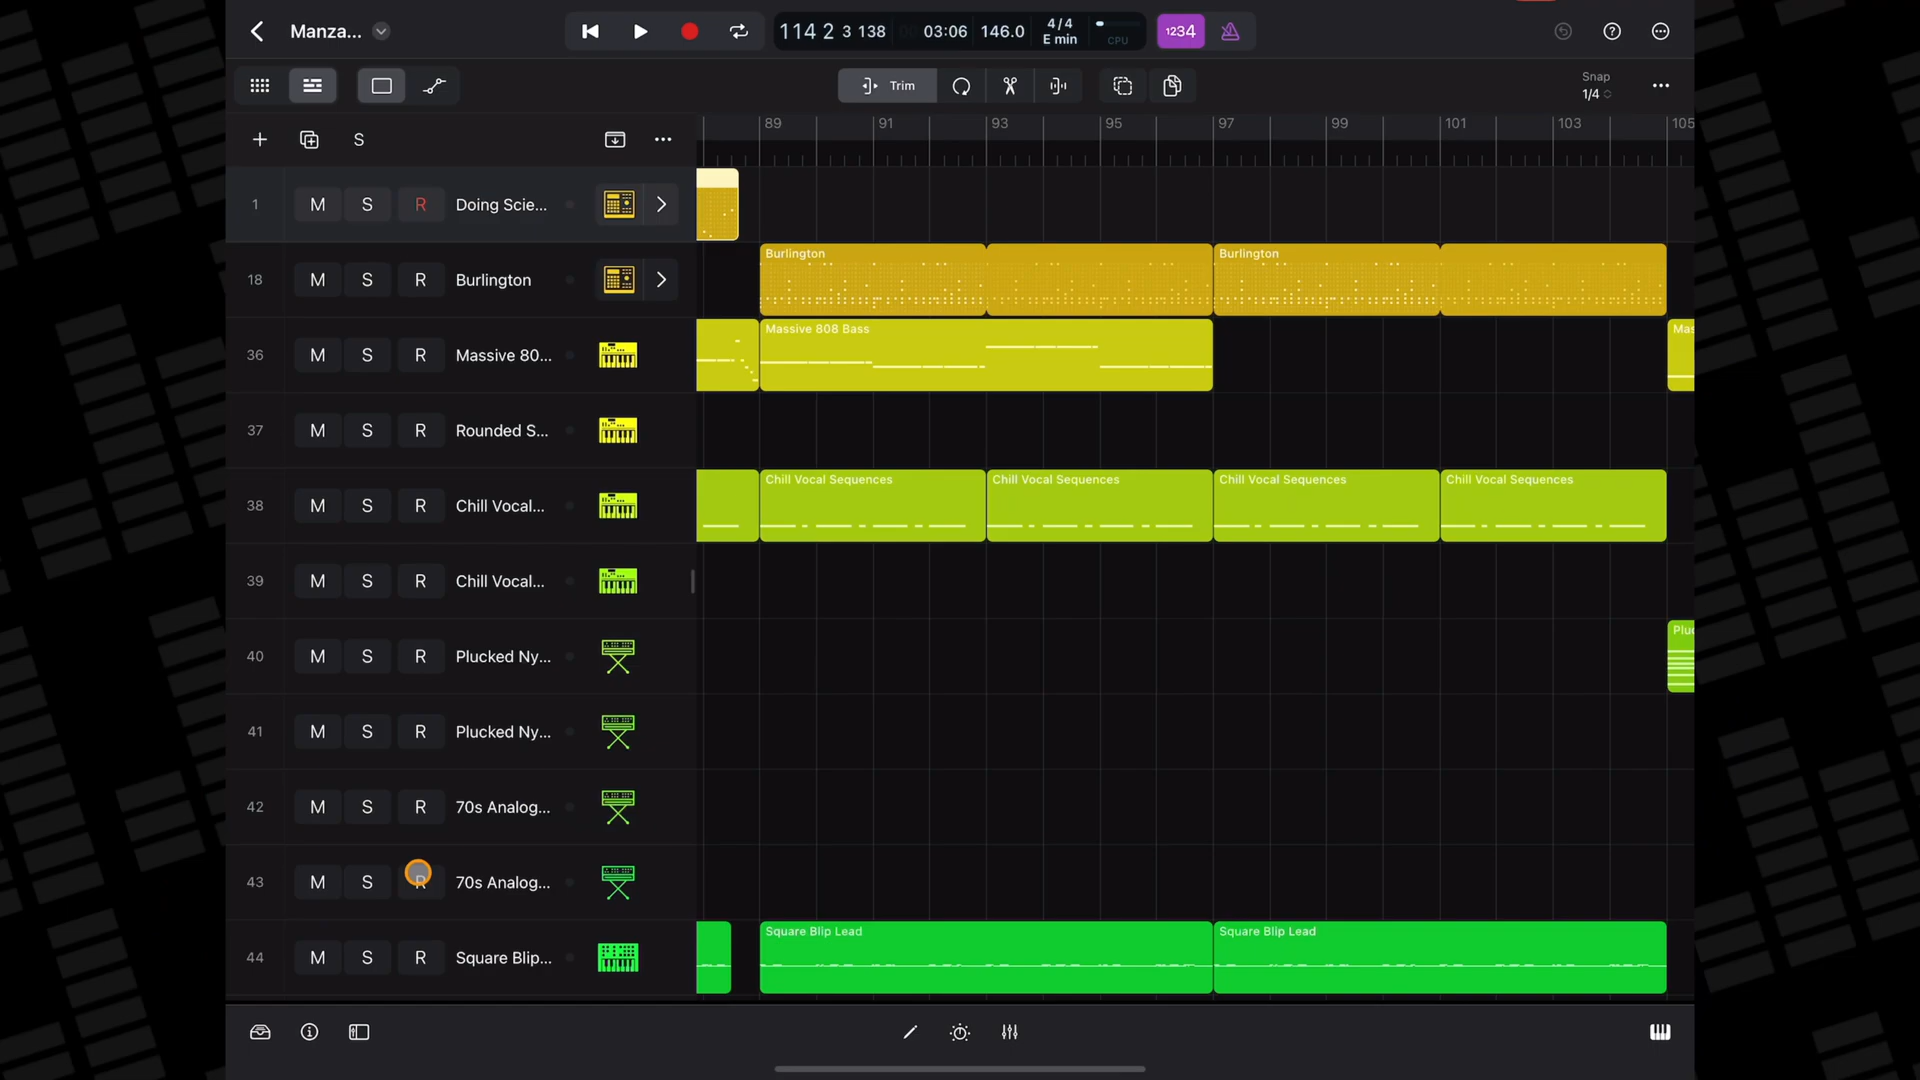 Manza...
114 2 3 138 03:06 146.0 4/4 E min CPU
1234
Trim
Snap
1/4
S
89 91 93 95 97 99 101 103 105
1 M S R Doing Scie...
18 M S R Burlington
Burlington Burlington
36 M S R Massive 80...
Massive 808 Bass Mas
37 M S R Rounded S...
38 M S R Chill Vocal...
Chill Vocal Sequences Chill Vocal Sequences Chill Vocal Sequences Chill Vocal Sequences
39 M S R Chill Vocal...
40 M S R Plucked Ny...
Pluc
41 M S R Plucked Ny...
42 M S R 70s Analog...
43 M S R 70s Analog...
44 M S R Square Blip...
Square Blip Lead Square Blip Lead